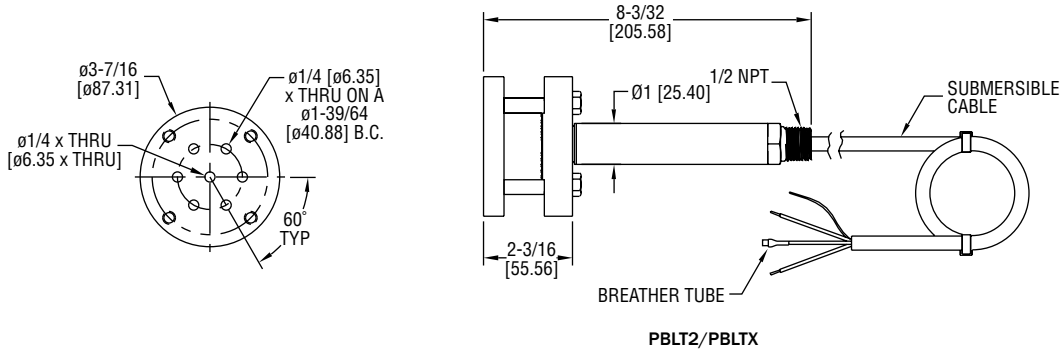 ø3-7/16
[ø87.31]
ø1/4 [ø6.35]
x THRU ON A
ø1-39/64
[ø40.88] B.C.
ø1/4 x THRU
[ø6.35 x THRU]
60°
TYP
8-3/32
[205.58]
1/2 NPT
Ø1 [25.40]
SUBMERSIBLE
CABLE
2-3/16
[55.56]
BREATHER TUBE
PBLT2/PBLTX